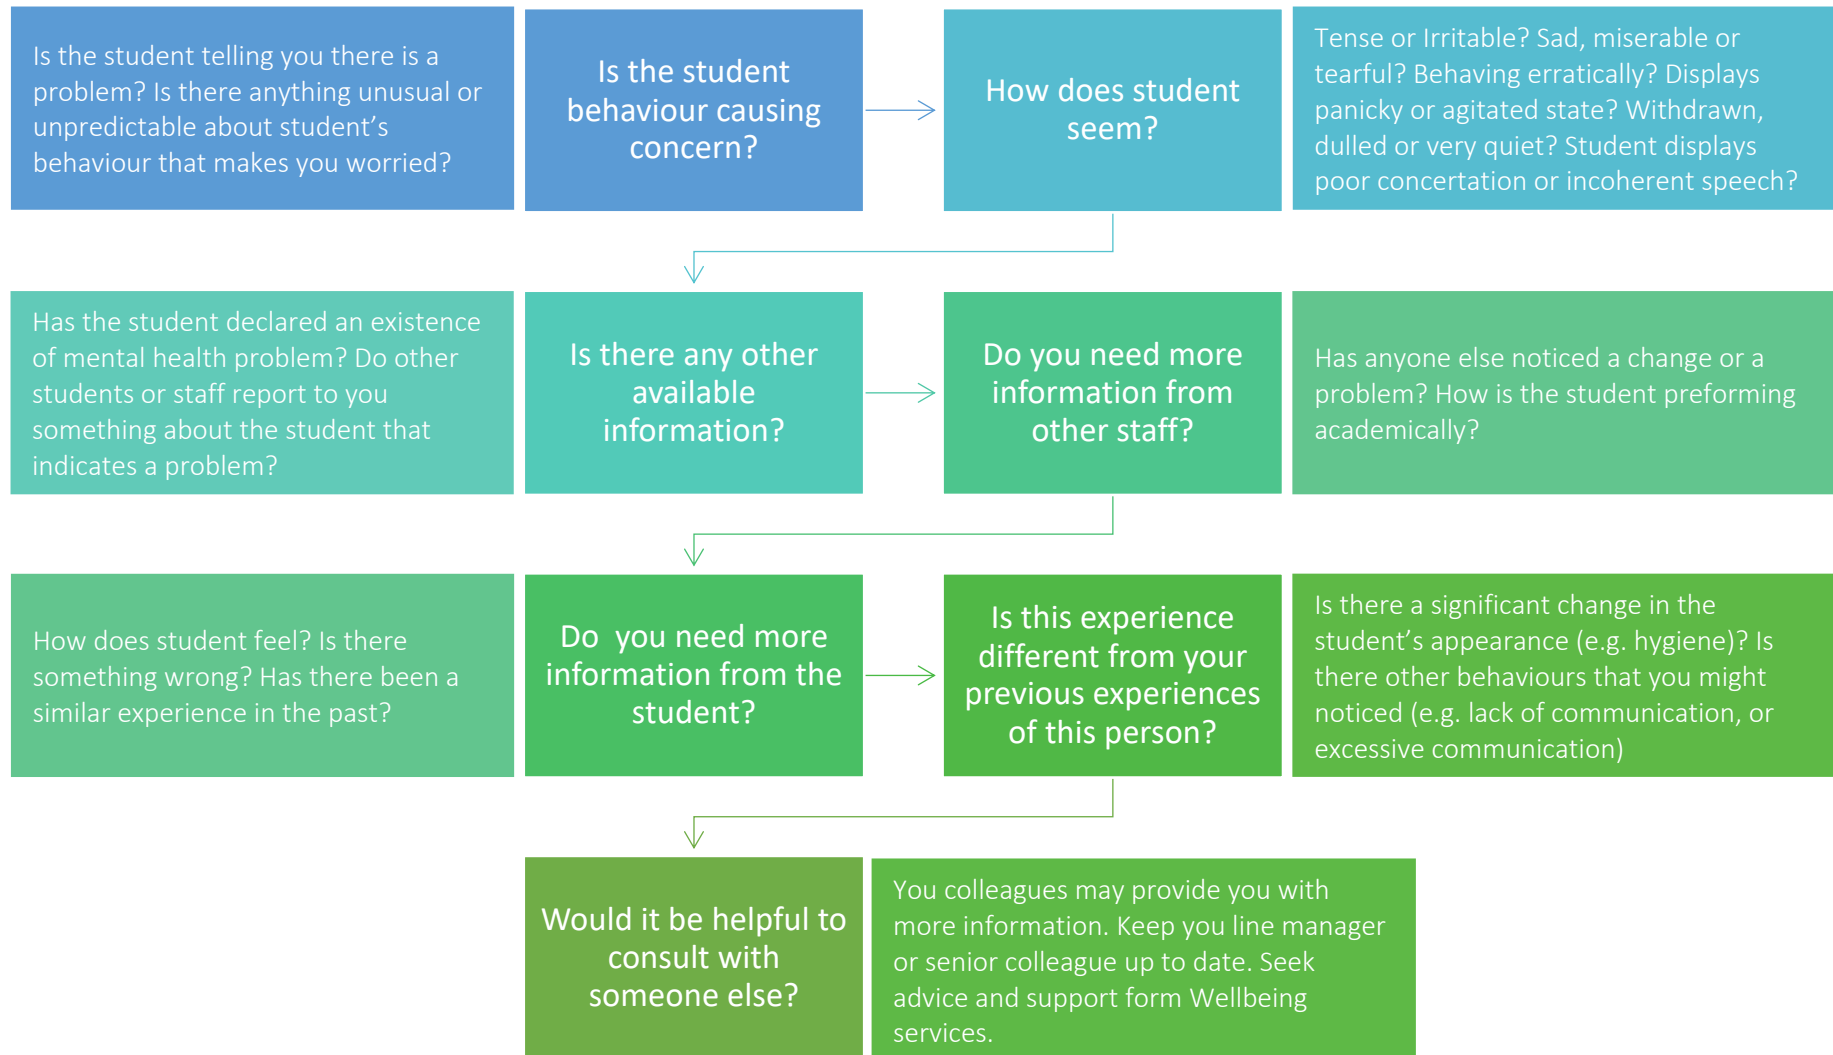 Is the student telling you there is a
problem? Is there anything unusual or
unpredictable about student’s
behaviour that makes you worried?
Is the student
behaviour causing
concern?
How does student
seem?
Tense or Irritable? Sad, miserable or
tearful? Behaving erratically? Displays
panicky or agitated state? Withdrawn,
dulled or very quiet? Student displays
poor concertation or incoherent speech?
Has the student declared an existence
of mental health problem? Do other
students or staff report to you
something about the student that
indicates a problem?
Is there any other
available
information?
Do you need more
information from
other staff?
Has anyone else noticed a change or a
problem? How is the student preforming
academically?
How does student feel? Is there
something wrong? Has there been a
similar experience in the past?
Do you need more
information from the
student?
Is this experience
different from your
previous experiences
of this person?
Is there a significant change in the
student’s appearance (e.g. hygiene)? Is
there other behaviours that you might
noticed (e.g. lack of communication, or
excessive communication)
Would it be helpful to
consult with
someone else?
You colleagues may provide you with
more information. Keep you line manager
or senior colleague up to date. Seek
advice and support form Wellbeing
services.